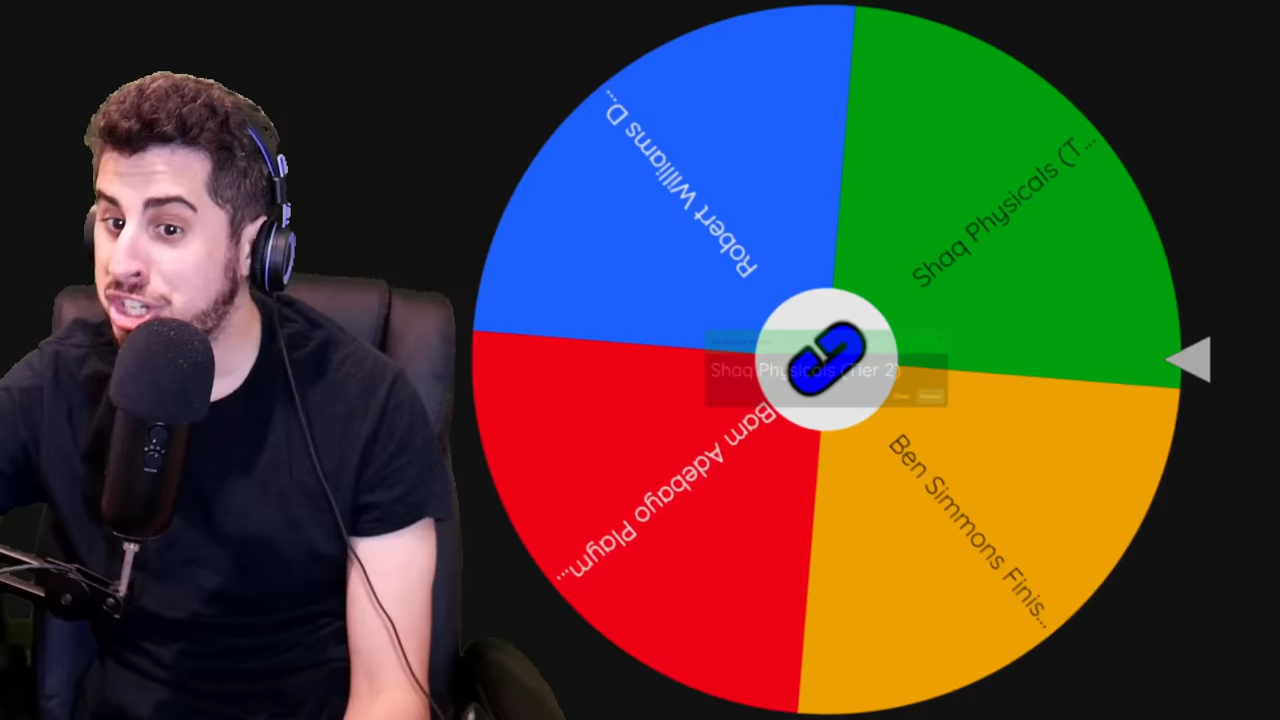 Robert Williams D...
Shaq Physicals (T...
Shaq Physicals (Tier 2)
Bam Adebayo Playm...
Ben Simmons Finis...